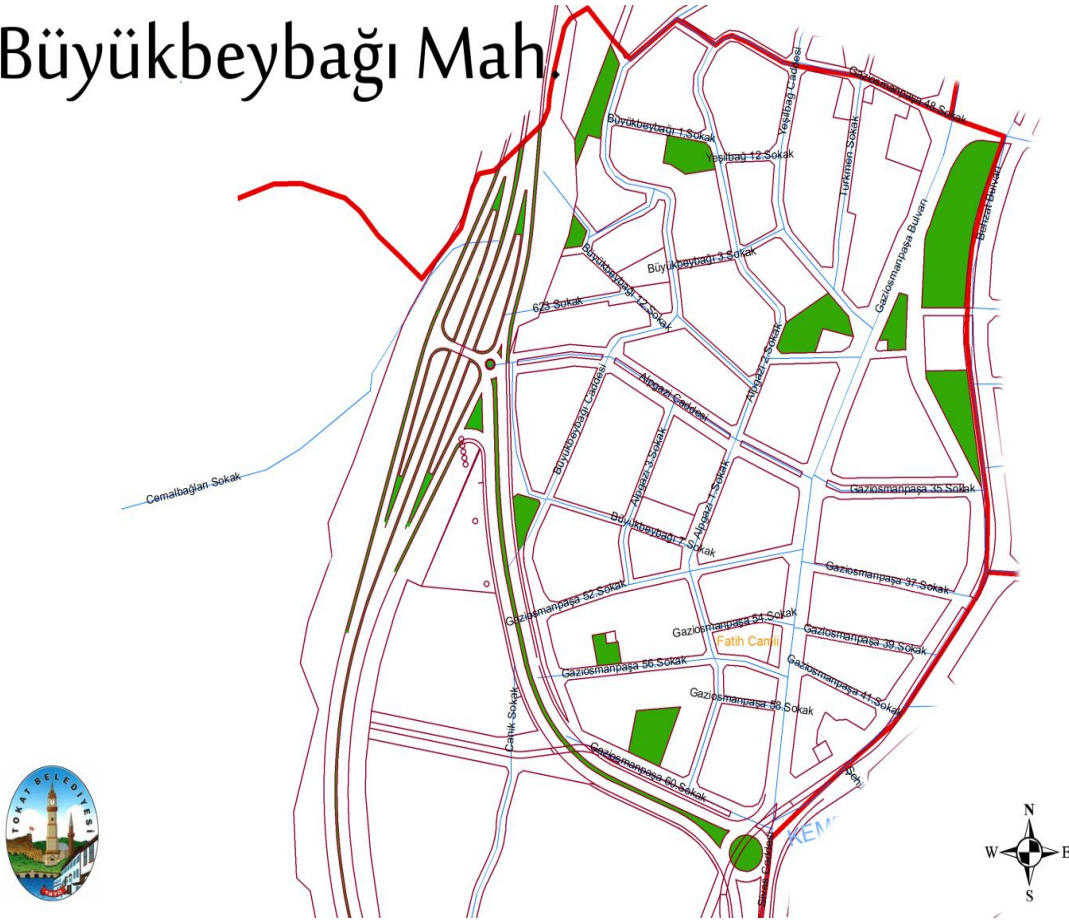 Büyükbeybağı Mah.
Gaziosmanpaşa 48.Sokak
Yeşilbağ Caddesi
Büyükbeybağı 1.Sokak
Yeşilbağ 12.Sokak
Türkmen Sokak
Behzat Bulvarı
Gaziosmanpaşa Bulvarı
Büyükbeybağı 3.Sokak
Büyükbeybağı 12.Sokak
623 Sokak
Alpgazi 2.Sokak
Alpgazi Caddesi
Büyükbeybağı Caddesi
Alpgazi 3.Sokak
Alpgazi 1.Sokak
Cemalbağları Sokak
Gaziosmanpaşa 35.Sokak
Büyükbeybağı 7.Sokak
Gaziosmanpaşa 37.Sokak
Gaziosmanpaşa 52.Sokak
Gaziosmanpaşa 54.Sokak
Fatih Camii
Gaziosmanpaşa 39.Sokak
Gaziosmanpaşa 56.Sokak
Gaziosmanpaşa 41.Sokak
Gaziosmanpaşa 58.Sokak
Canik Sokak
Gaziosmanpaşa 60.Sokak
Sivas Caddesi
KEM
TOKAT BELEDİYESİ
1870
N
W E
S